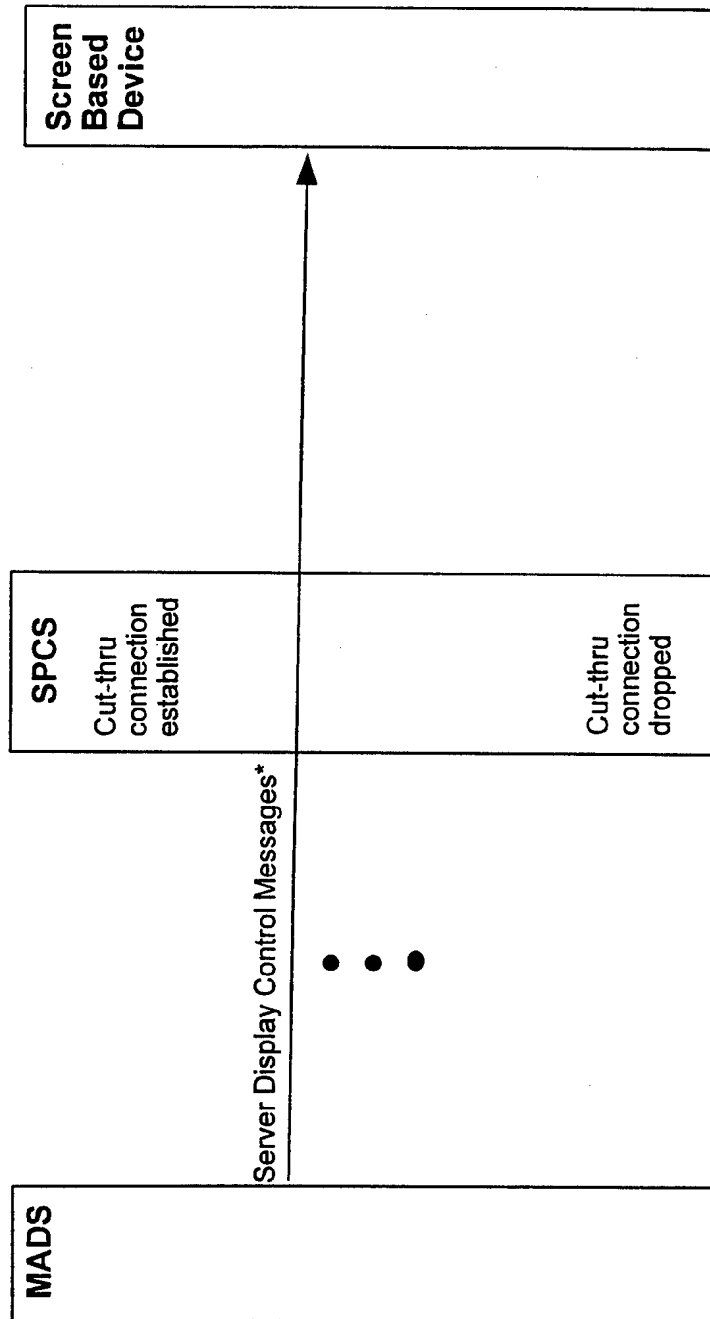 MADS
SPCS
Screen
Based
Device
Cut-thru
connection
established
Server Display Control Messages*
Cut-thru
connection
dropped